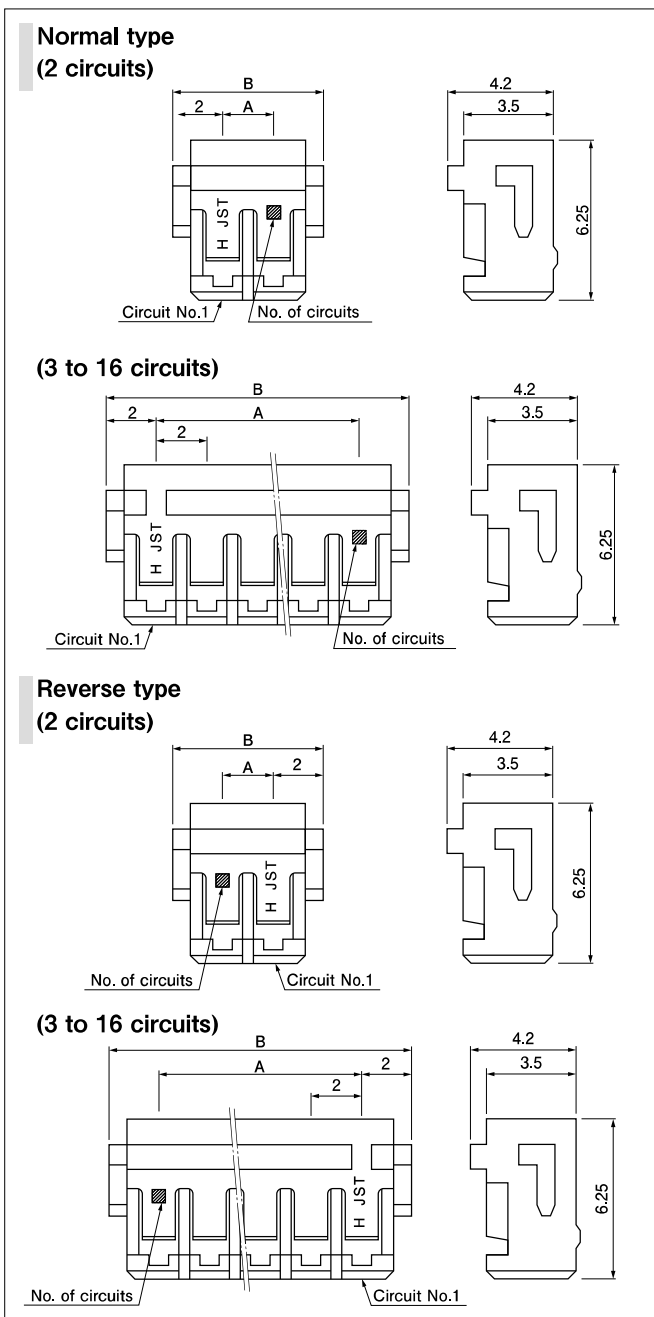 Normal type
(2 circuits)
B
4.2
2
A
3.5
H JST
6.25
Circuit No.1
No. of circuits
(3 to 16 circuits)
B
4.2
2
A
3.5
2
H JST
6.25
Circuit No.1
No. of circuits
Reverse type
(2 circuits)
B
4.2
A
2
3.5
H JST
6.25
No. of circuits
Circuit No.1
(3 to 16 circuits)
B
4.2
A
2
3.5
2
H JST
6.25
No. of circuits
Circuit No.1